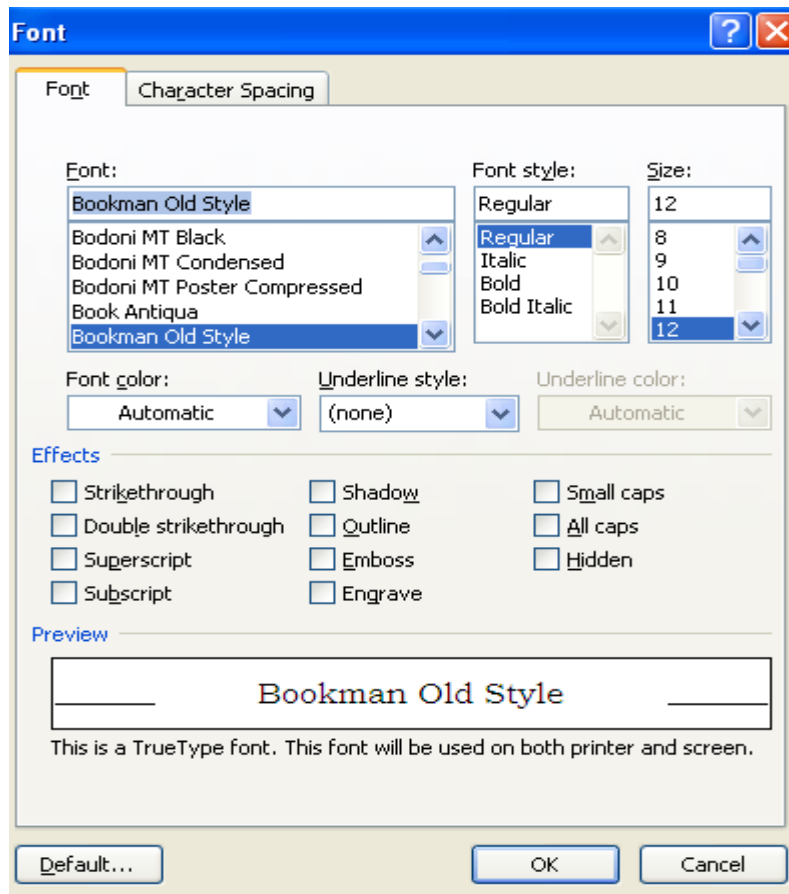 Font
Font Character Spacing
Font: Font style: Size:
Bookman Old Style Regular 12
Bodoni MT Black Regular 8
Bodoni MT Condensed Italic 9
Bodoni MT Poster Compressed Bold 10
Book Antiqua Bold Italic 11
Bookman Old Style 12
Font color: Underline style: Underline color:
Automatic (none) Automatic
Effects
Strikethrough Shadow Small caps
Double strikethrough Outline All caps
Superscript Emboss Hidden
Subscript Engrave
Preview
Bookman Old Style
This is a TrueType font. This font will be used on both printer and screen.
Default... OK Cancel